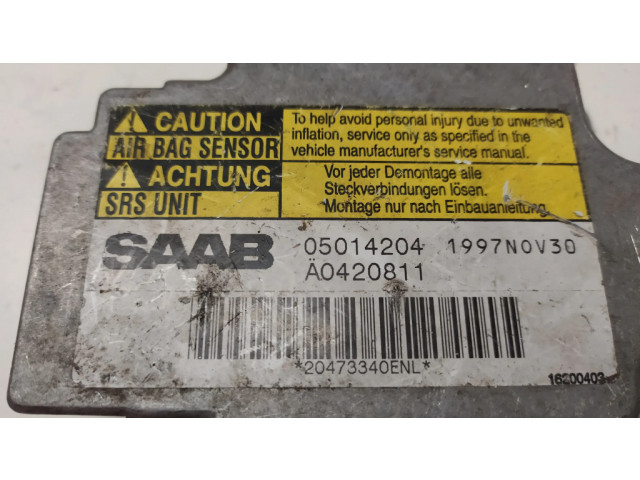 CAUTION
AIR BAG SENSOR
To help avoid personal injury due to unwanted
inflation, service only as specified in the
vehicle manufacturer's service manual.
ACHTUNG
SRS UNIT
Vor jeder Demontage alle
Steckverbindungen lösen.
Montage nur nach Einbauanleitung.
SAAB
05014204 1997NOV30
Ä0420811
*20473340ENL*